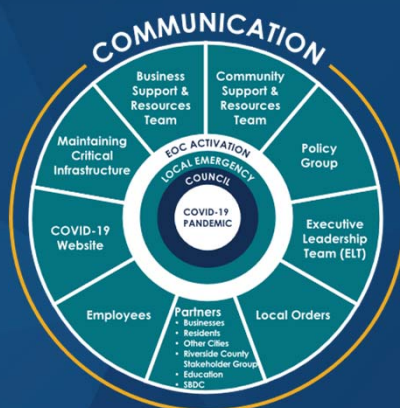 COMMUNICATION
Business
Support &
Resources
Team
Community
Support &
Resources
Team
Policy
Group
Executive
Leadership
Team (ELT)
Local Orders
Partners
• Businesses
• Residents
• Other Cities
• Riverside County
Stakeholder Group
• Education
• SBDC
Employees
COVID-19
Website
Maintaining
Critical
Infrastructure
EOC ACTIVATION
LOCAL EMERGENCY
COUNCIL
COVID-19
PANDEMIC